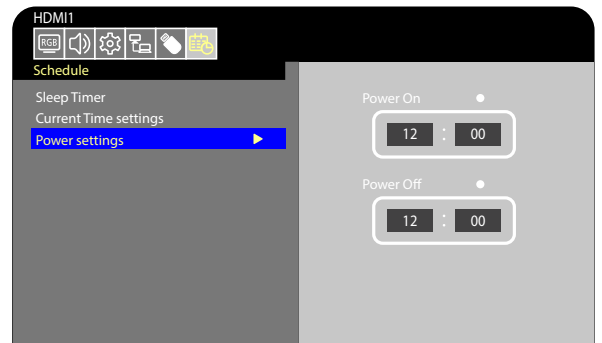 HDMI1
RGB
Schedule
Sleep Timer
Current Time settings
Power settings
Power On
12 : 00
Power Off
12 : 00